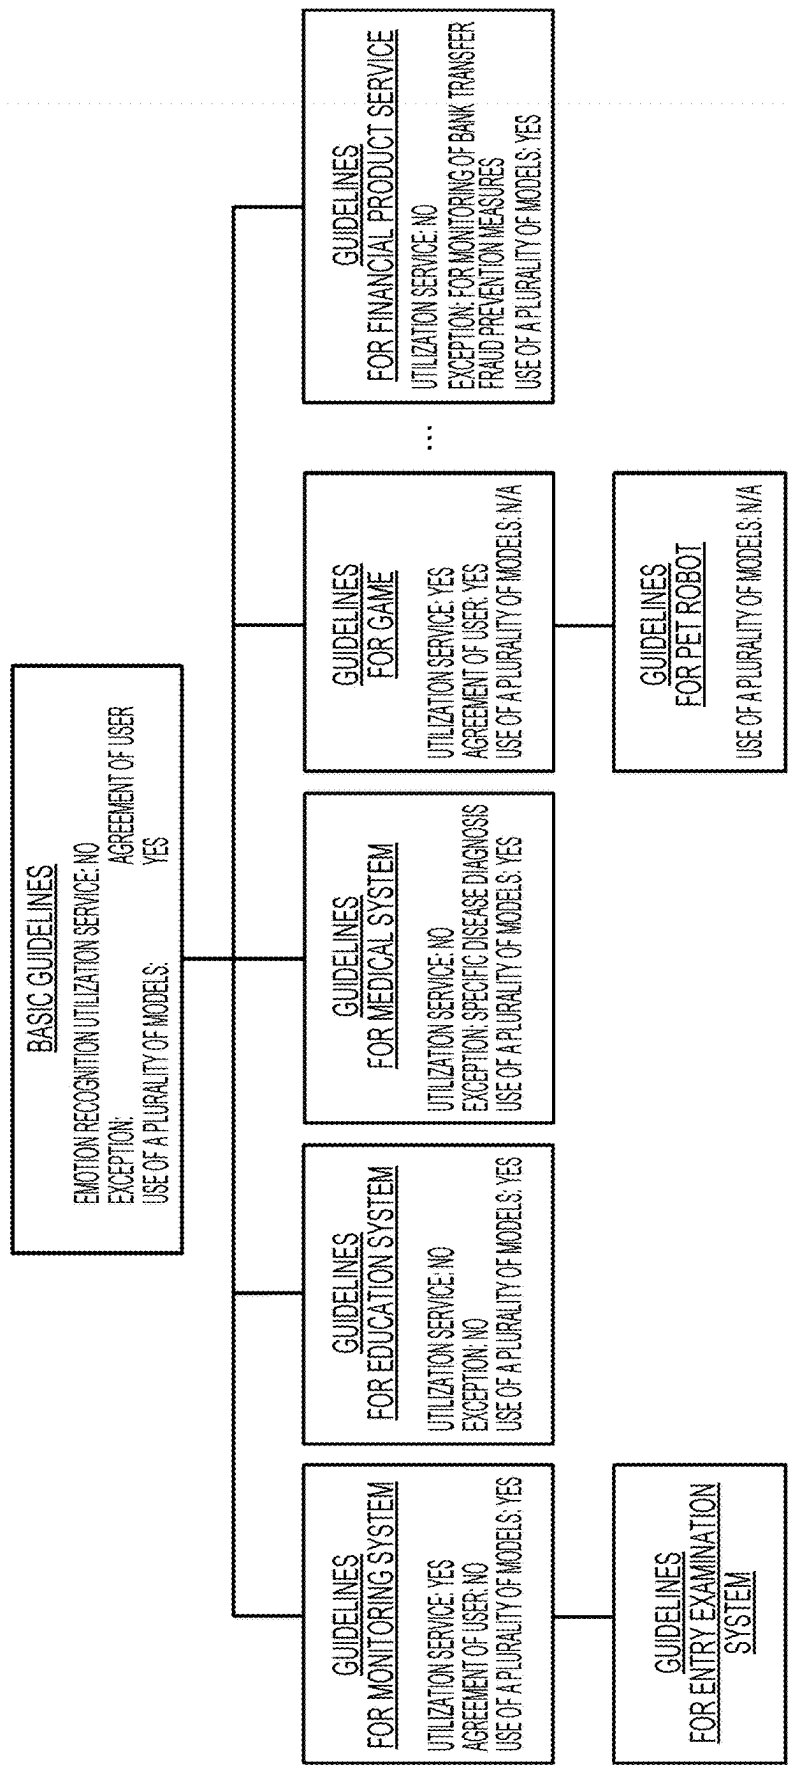 BASIC GUIDELINES
EMOTION RECOGNITION UTILIZATION SERVICE: NO
EXCEPTION: AGREEMENT OF USER
USE OF A PLURALITY OF MODELS: YES
GUIDELINES
FOR MONITORING SYSTEM
UTILIZATION SERVICE: YES
AGREEMENT OF USER: NO
USE OF A PLURALITY OF MODELS: YES
GUIDELINES
FOR ENTRY EXAMINATION
SYSTEM
GUIDELINES
FOR EDUCATION SYSTEM
UTILIZATION SERVICE: NO
EXCEPTION: NO
USE OF A PLURALITY OF MODELS: YES
GUIDELINES
FOR MEDICAL SYSTEM
UTILIZATION SERVICE: NO
EXCEPTION: SPECIFIC DISEASE DIAGNOSIS
USE OF A PLURALITY OF MODELS: YES
GUIDELINES
FOR GAME
UTILIZATION SERVICE: YES
AGREEMENT OF USER: YES
USE OF A PLURALITY OF MODELS: N/A
GUIDELINES
FOR PET ROBOT
USE OF A PLURALITY OF MODELS: N/A
...
GUIDELINES
FOR FINANCIAL PRODUCT SERVICE
UTILIZATION SERVICE: NO
EXCEPTION: FOR MONITORING OF BANK TRANSFER
FRAUD PREVENTION MEASURES
USE OF A PLURALITY OF MODELS: YES